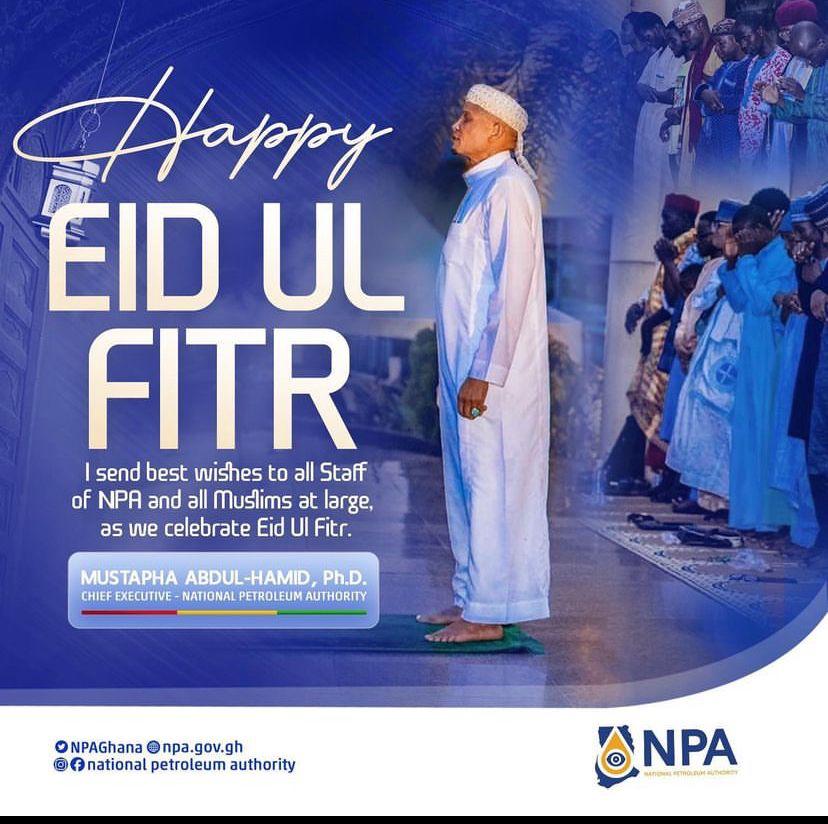 Happy
EID UL
FITR
I send best wishes to all Staff
of NPA and all Muslims at large,
as we celebrate Eid Ul Fitr.
MUSTAPHA ABDUL-HAMID, Ph.D.
CHIEF EXECUTIVE - NATIONAL PETROLEUM AUTHORITY
NPAGhana npa.gov.gh
national petroleum authority
NPA
NATIONAL PETROLEUM AUTHORITY